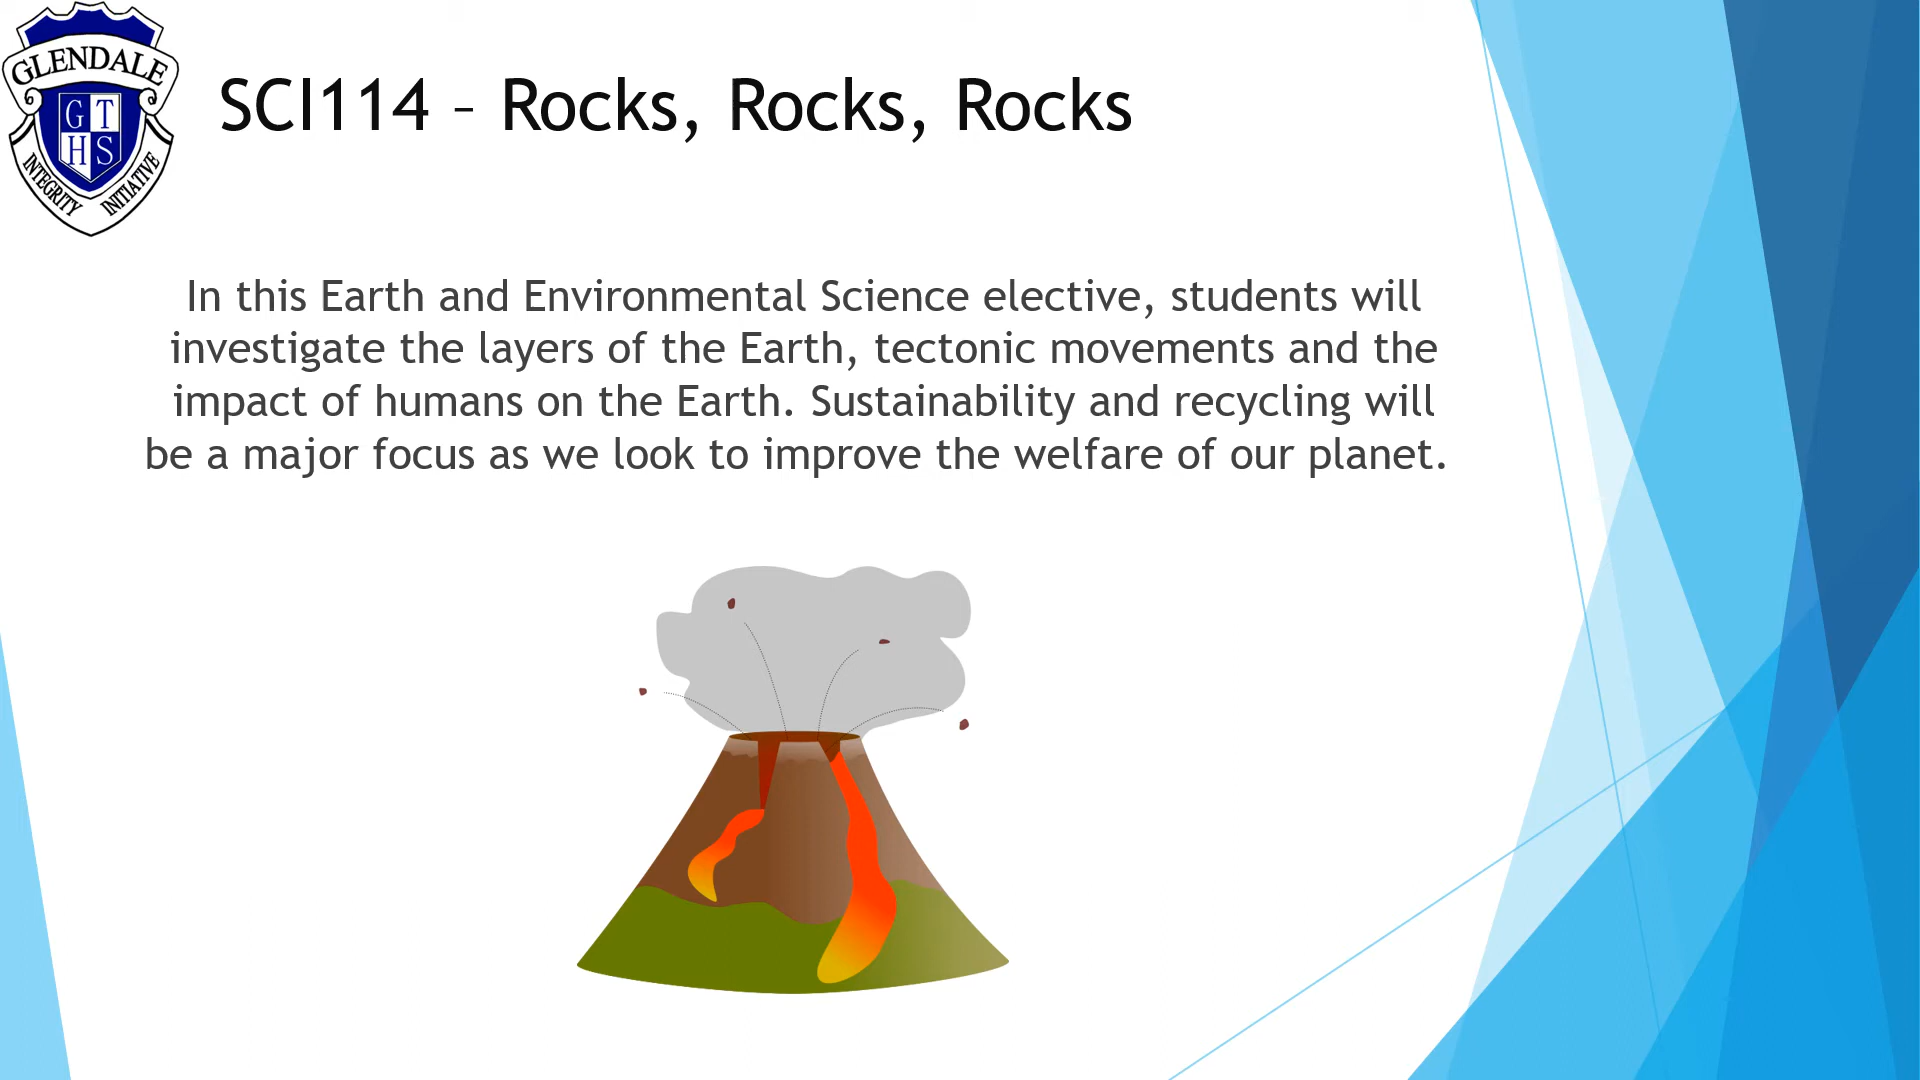 GLENDALE
G T
H S
INTEGRITY INITIATIVE
SCI114 – Rocks, Rocks, Rocks
In this Earth and Environmental Science elective, students will
investigate the layers of the Earth, tectonic movements and the
impact of humans on the Earth. Sustainability and recycling will
be a major focus as we look to improve the welfare of our planet.